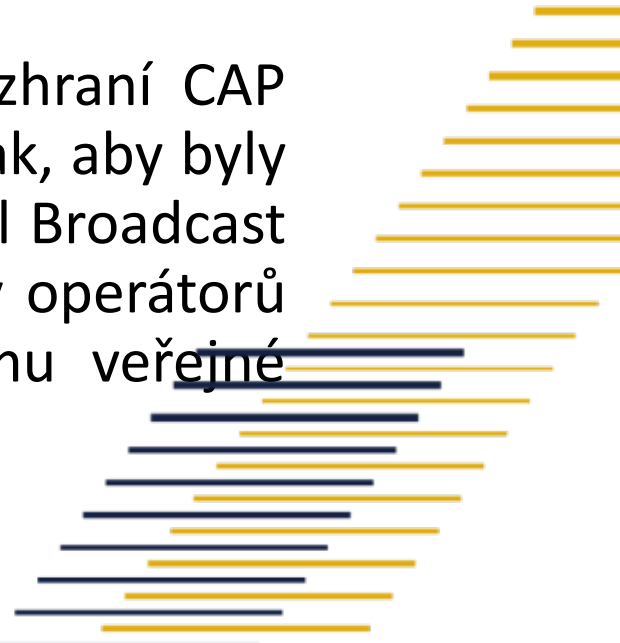 zhraní CAP
ak, aby byly
l Broadcast
operátorů
nu veřejné